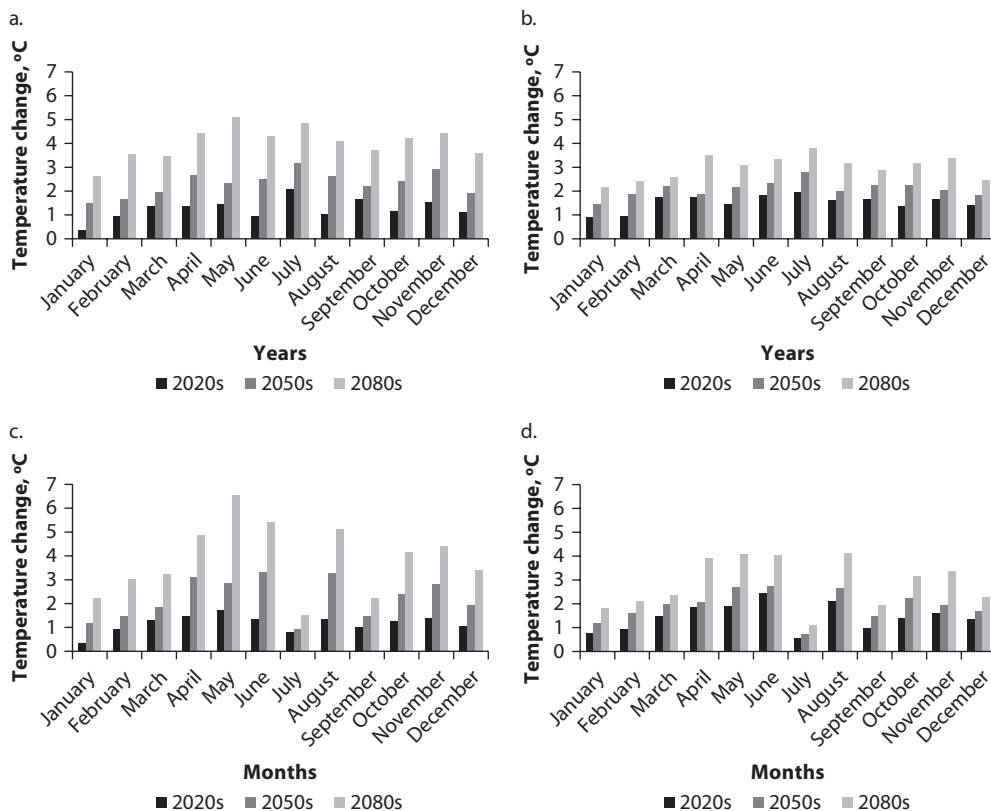 a.
Temperature change, ºC
7
6
5
4
3
2
1
0
January
February
March
April
May
June
July
August
September
October
November
December
Years
2020s 2050s 2080s
b.
Temperature change, ºC
7
6
5
4
3
2
1
0
January
February
March
April
May
June
July
August
September
October
November
December
Years
2020s 2050s 2080s
c.
Temperature change, ºC
7
6
5
4
3
2
1
0
January
February
March
April
May
June
July
August
September
October
November
December
Months
2020s 2050s 2080s
d.
Temperature change, ºC
7
6
5
4
3
2
1
0
January
February
March
April
May
June
July
August
September
October
November
December
Months
2020s 2050s 2080s